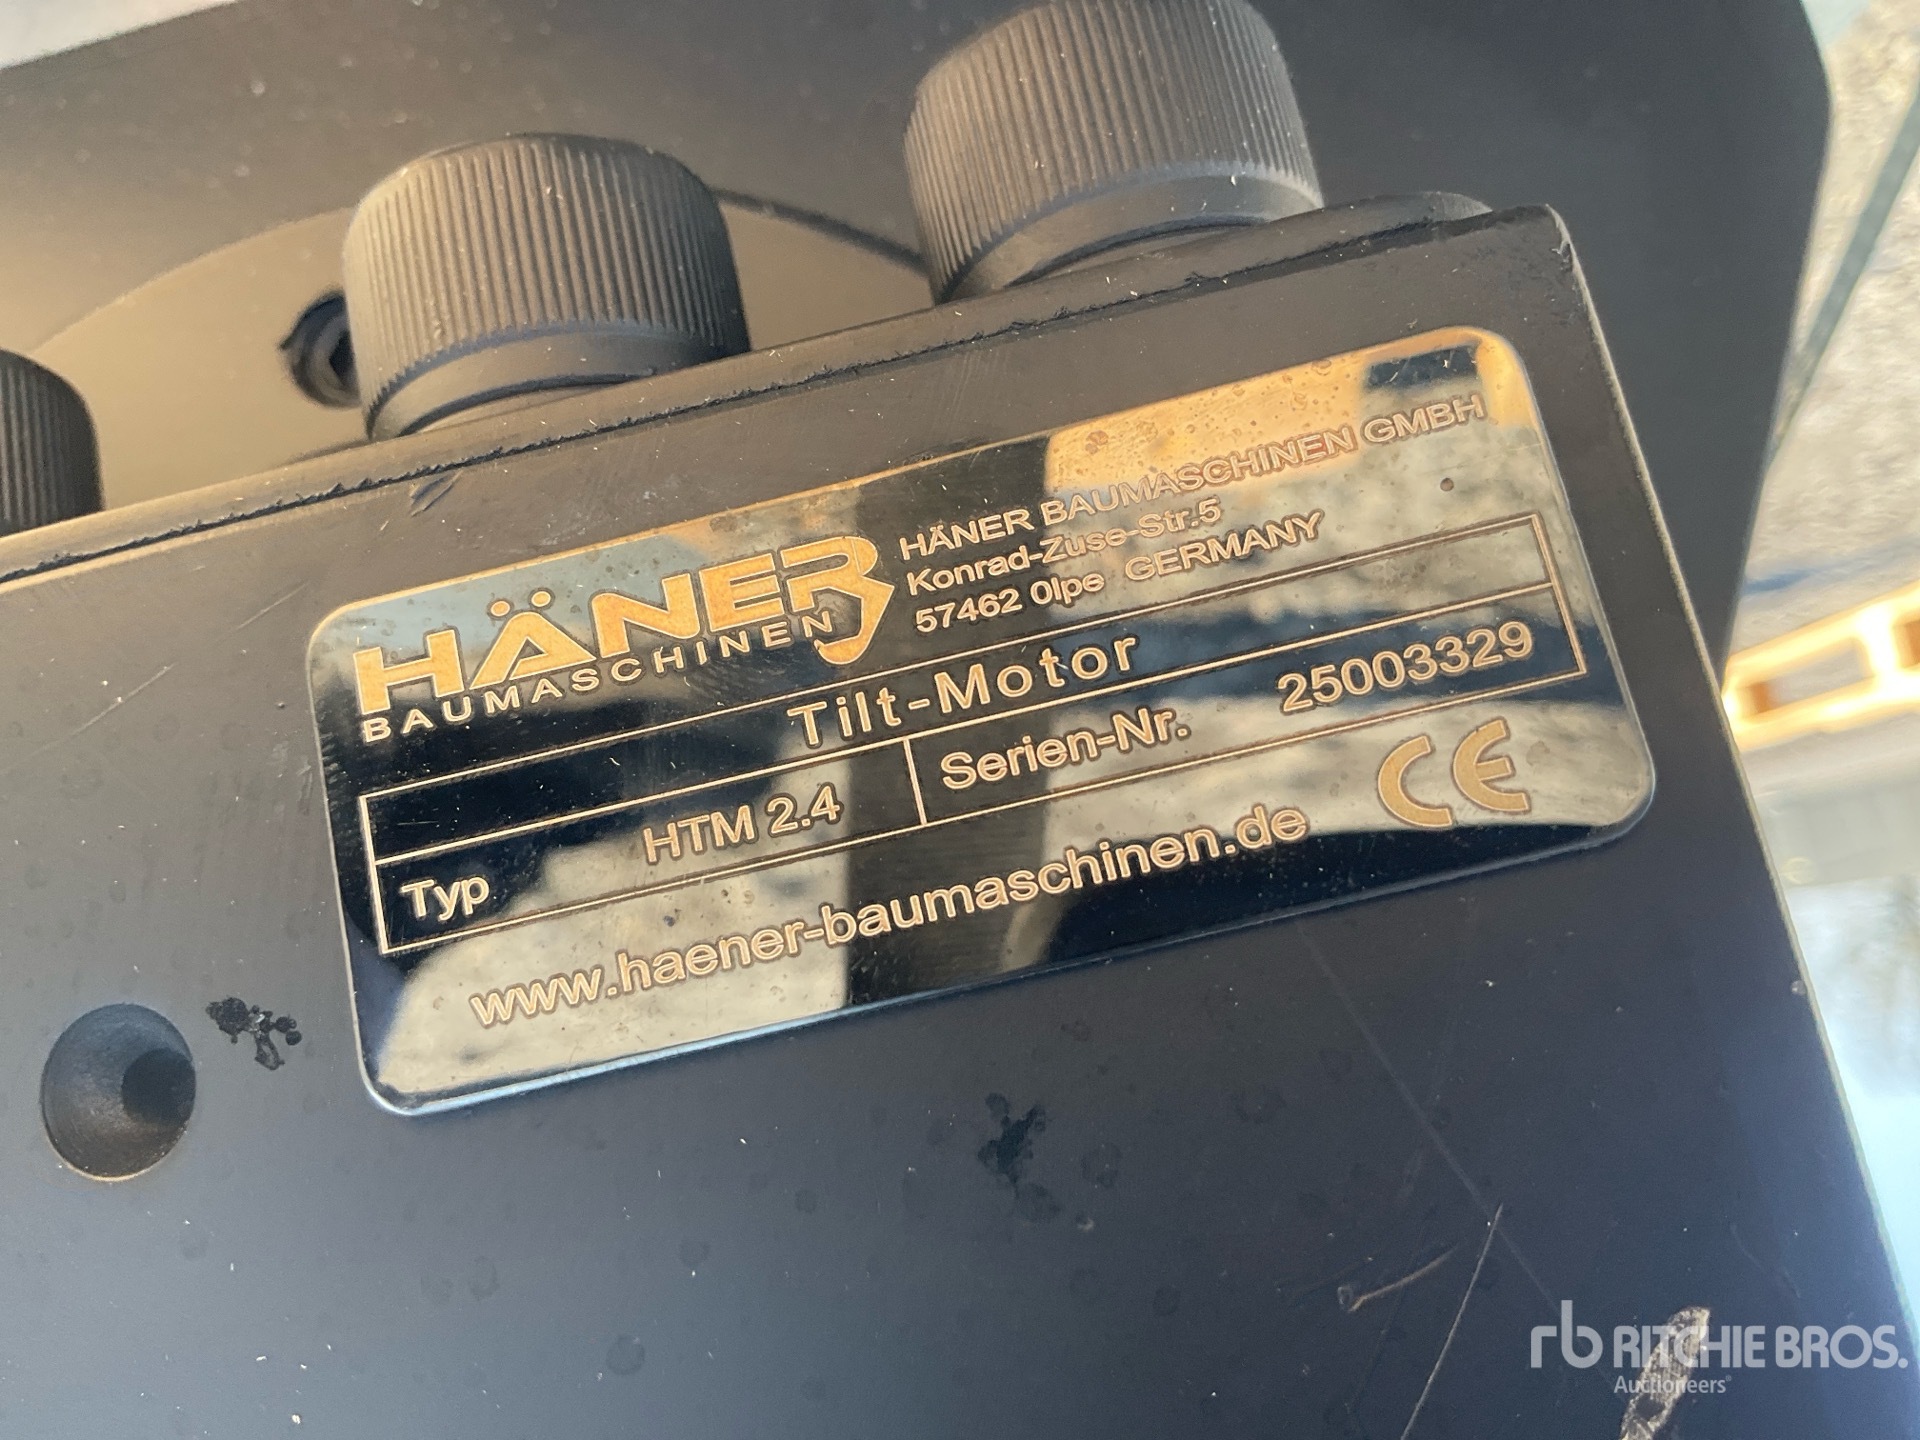 HÄNER
BAUMASCHINEN
HÄNER BAUMASCHINEN GMBH
Konrad-Zuse-Str.5
57462 Olpe GERMANY
Tilt-Motor
Typ HTM 2.4 Serien-Nr. 25003329
www.haener-baumaschinen.de CE
rb RITCHIE BROS.
Auctioneers